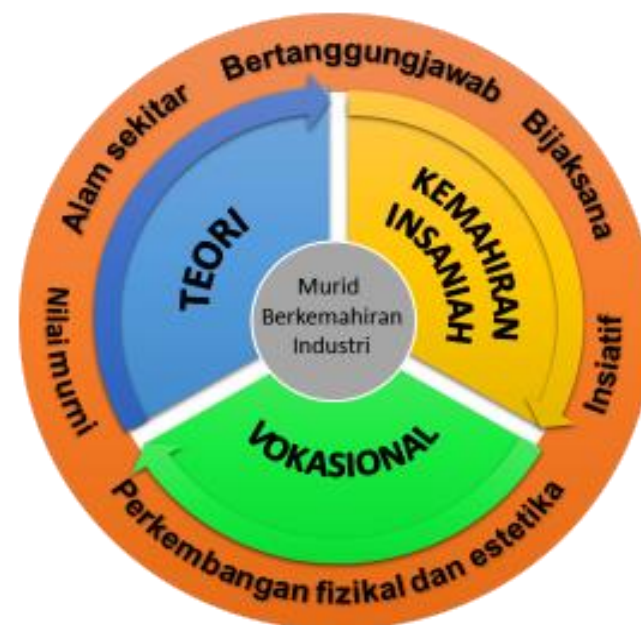 Bertanggungjawab
Bijaksana
Insiatif
Perkembangan fizikal dan estetika
Nilai murni
Alam sekitar
TEORI
KEMAHIRAN
INSANIAH
VOKASIONAL
Murid
Berkemahiran
Industri